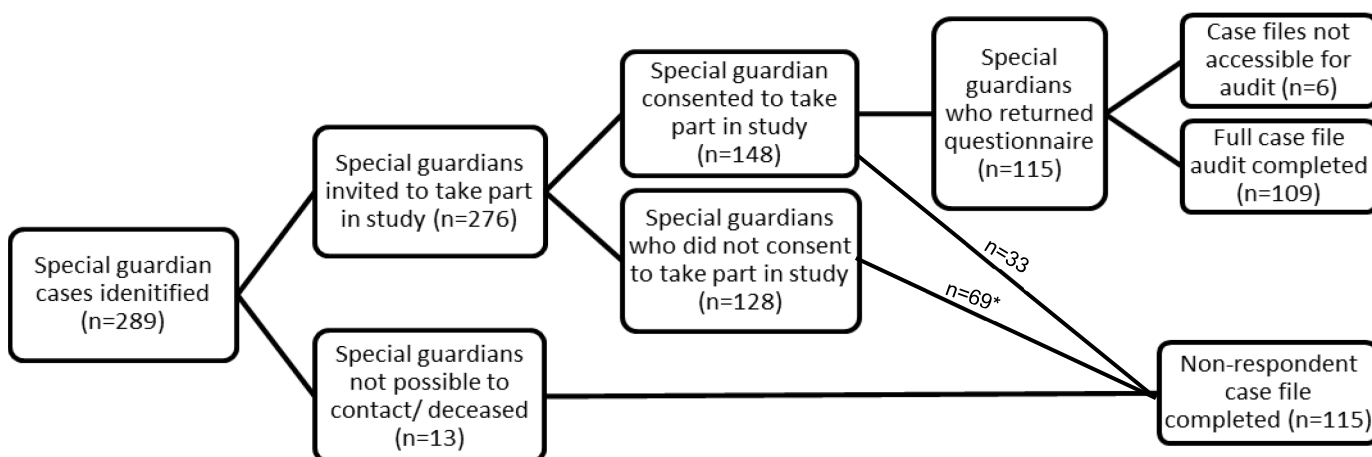 Special guardian
cases idenitified
(n=289)
Special guardians
invited to take part
in study (n=276)
Special guardians
not possible to
contact/ deceased
(n=13)
Special guardian
consented to take
part in study
(n=148)
Special guardians
who did not consent
to take part in study
(n=128)
Special
guardians
who returned
questionnaire
(n=115)
n=33
n=69*
Case files not
accessible for
audit (n=6)
Full case file
audit completed
(n=109)
Non-respondent
case file
completed (n=115)